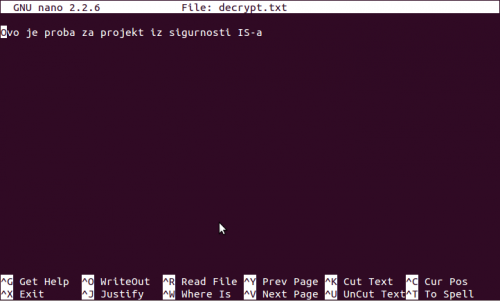 GNU nano 2.2.6 File: decrypt.txt
Ovo je proba za projekt iz sigurnosti IS-a
^G Get Help ^O WriteOut ^R Read File ^Y Prev Page ^K Cut Text ^C Cur Pos
^X Exit ^J Justify ^W Where Is ^V Next Page ^U UnCut Text ^T To Spell